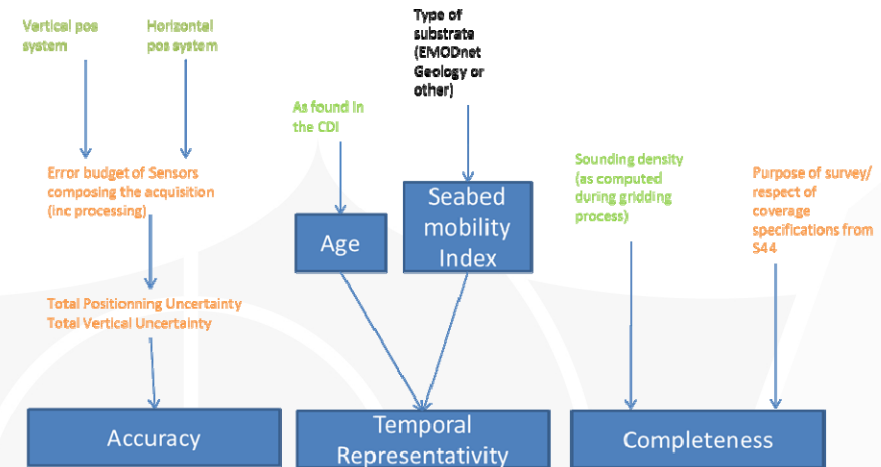 Vertical pos
system
Horizontal
pos system
Type of
substrate
(EMODnet
Geology or
other)
As found in
the CDI
Error budget of Sensors
composing the acquisition
(inc processing)
Sounding density
(as computed
during gridding
process)
Purpose of survey/
respect of
coverage
specifications from
S44
Age
Seabed
mobility
Index
Total Positionning Uncertainty
Total Vertical Uncertainty
Accuracy
Temporal
Representativity
Completeness